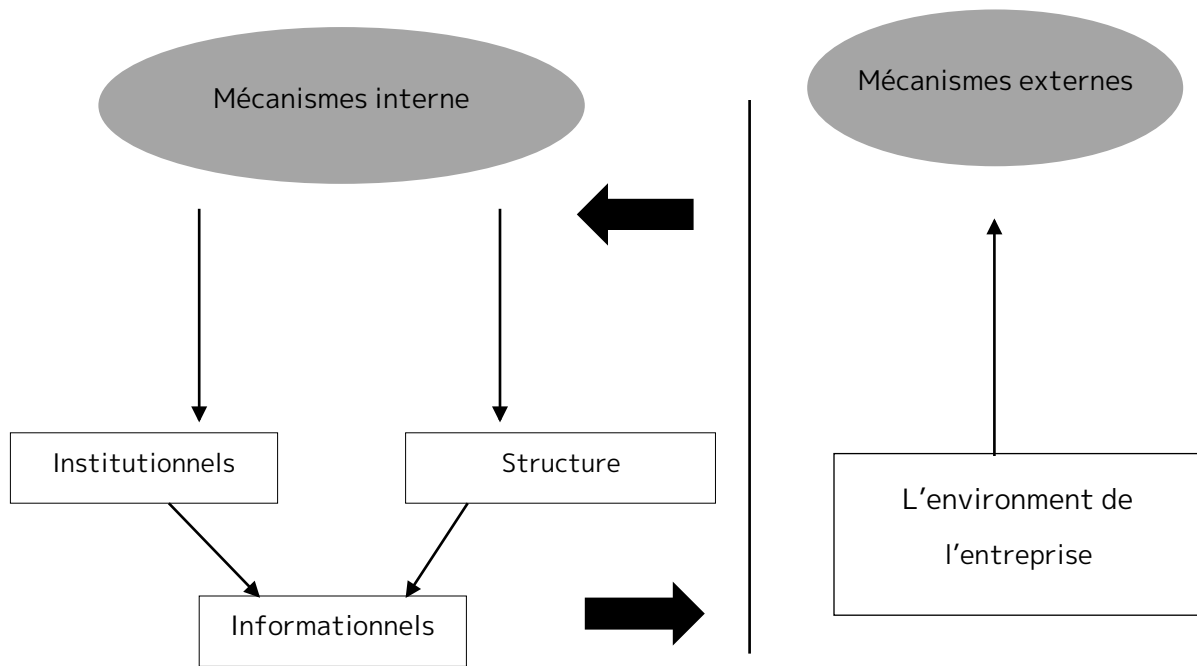 Mécanismes interne
Mécanismes externes
Institutionnels
Structure
L’environment de
l’entreprise
Informationnels